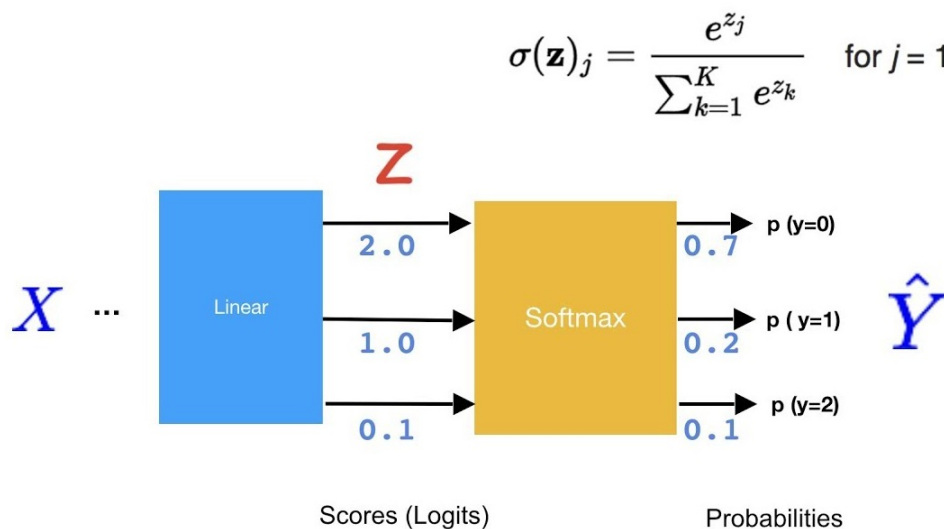 σ(z)_j = e^{z_j} / ∑_{k=1}^{K} e^{z_k} for j = 1
Z
2.0 0.7 p (y=0)
X ... Linear Softmax Ŷ
1.0 0.2 p ( y=1)
0.1 0.1 p (y=2)
Scores (Logits) Probabilities